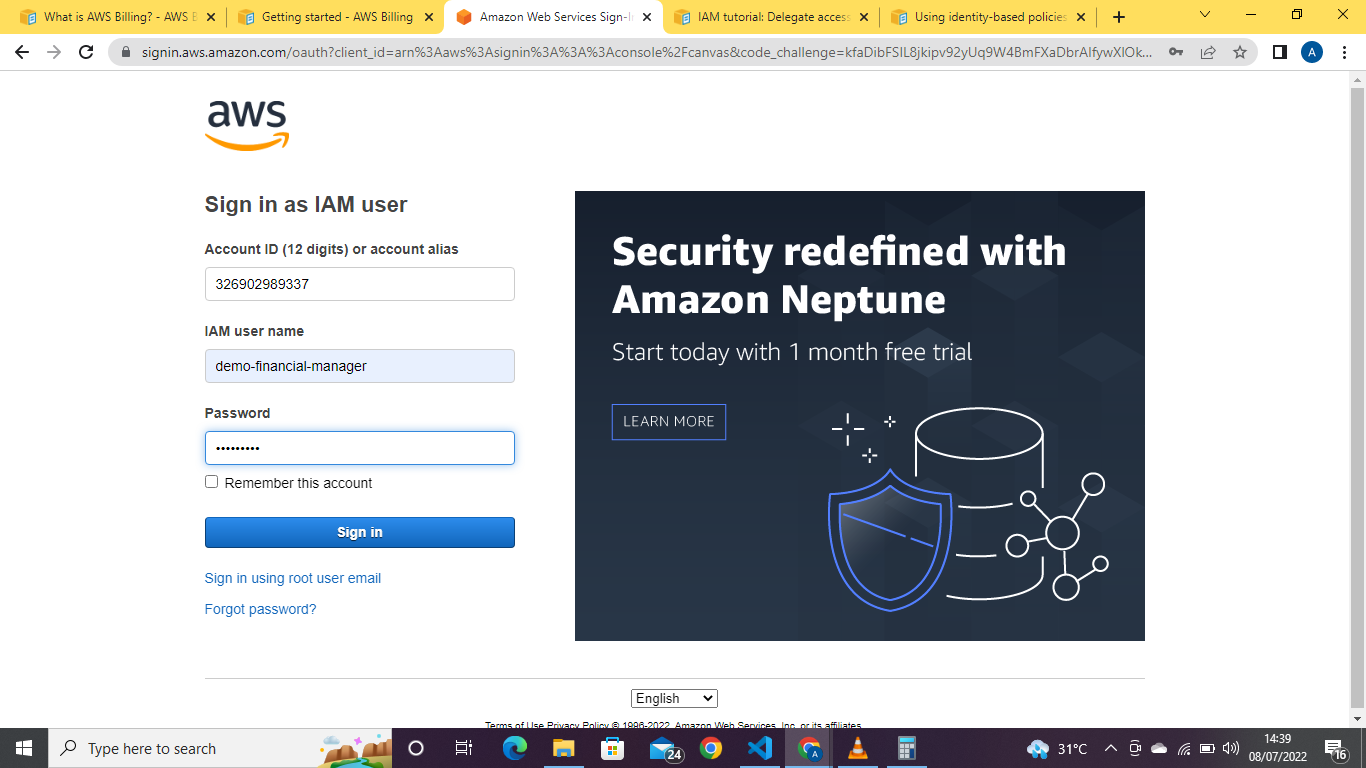 What is AWS Billing? - AWS B
Getting started - AWS Billing
Amazon Web Services Sign-In
IAM tutorial: Delegate access
Using identity-based policies
signin.aws.amazon.com/oauth?client_id=arn%3Aaws%3Asignin%3A%3A%3Aconsole%2Fcanvas&code_challenge=kfaDibFSIL8jkipv92yUq9W4BmFXaDbrAIfywXlOk...
A
aws
Sign in as IAM user
Account ID (12 digits) or account alias
326902989337
IAM user name
demo-financial-manager
Password
•••••••••
Remember this account
Sign in
Sign in using root user email
Forgot password?
Security redefined with
Amazon Neptune
Start today with 1 month free trial
LEARN MORE
English
Terms of Use Privacy Policy © 1996-2022, Amazon Web Services, Inc. or its affiliates.
Type here to search
24
A
31°C
14:39
08/07/2022
16